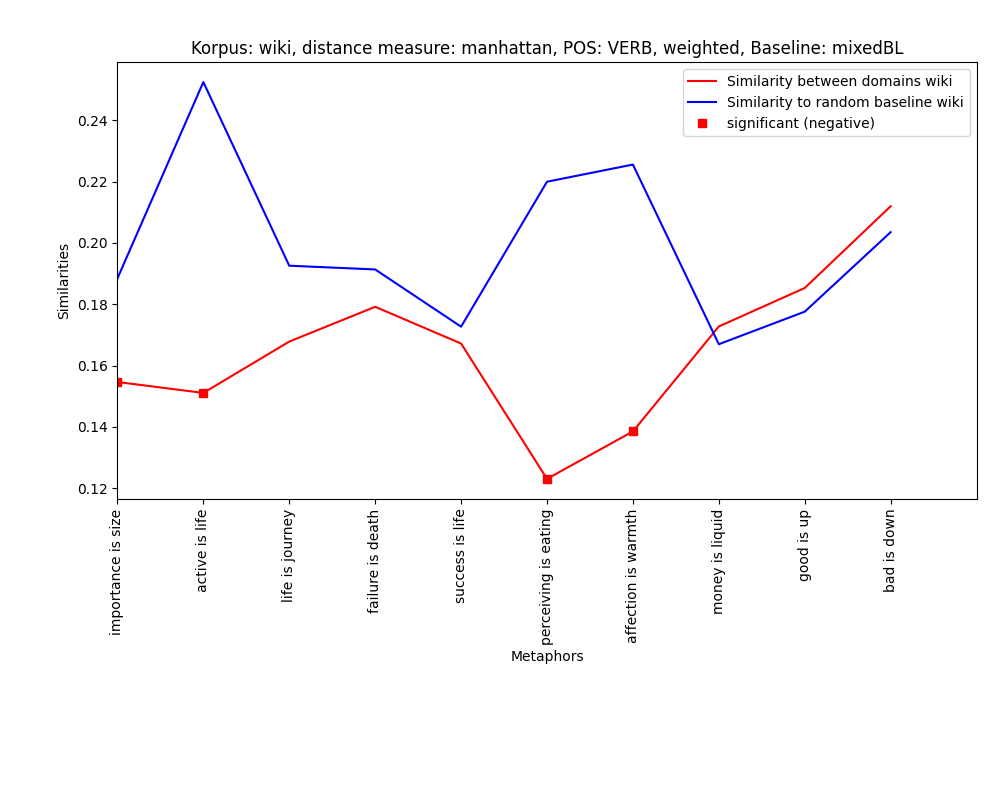 Korpus: wiki, distance measure: manhattan, POS: VERB, weighted, Baseline: mixedBL
Similarity between domains wiki
Similarity to random baseline wiki
significant (negative)
Similarities
0.24
0.22
0.20
0.18
0.16
0.14
0.12
importance is size
active is life
life is journey
failure is death
success is life
perceiving is eating
affection is warmth
money is liquid
good is up
bad is down
Metaphors